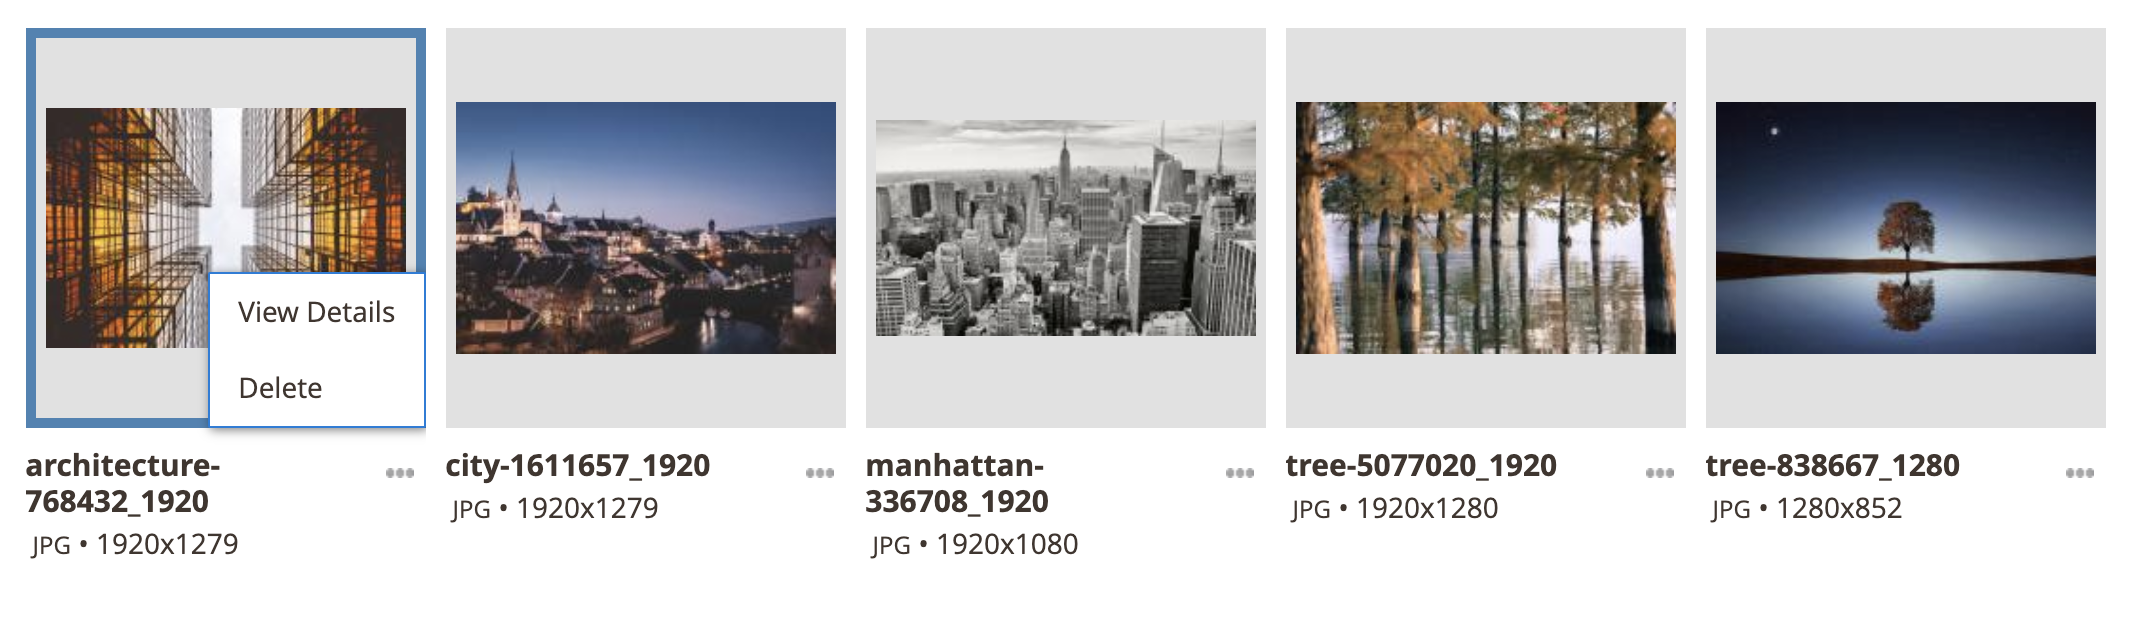 View Details
Delete
architecture-
768432_1920
JPG • 1920x1279
city-1611657_1920
JPG • 1920x1279
manhattan-
336708_1920
JPG • 1920x1080
tree-5077020_1920
JPG • 1920x1280
tree-838667_1280
JPG • 1280x852